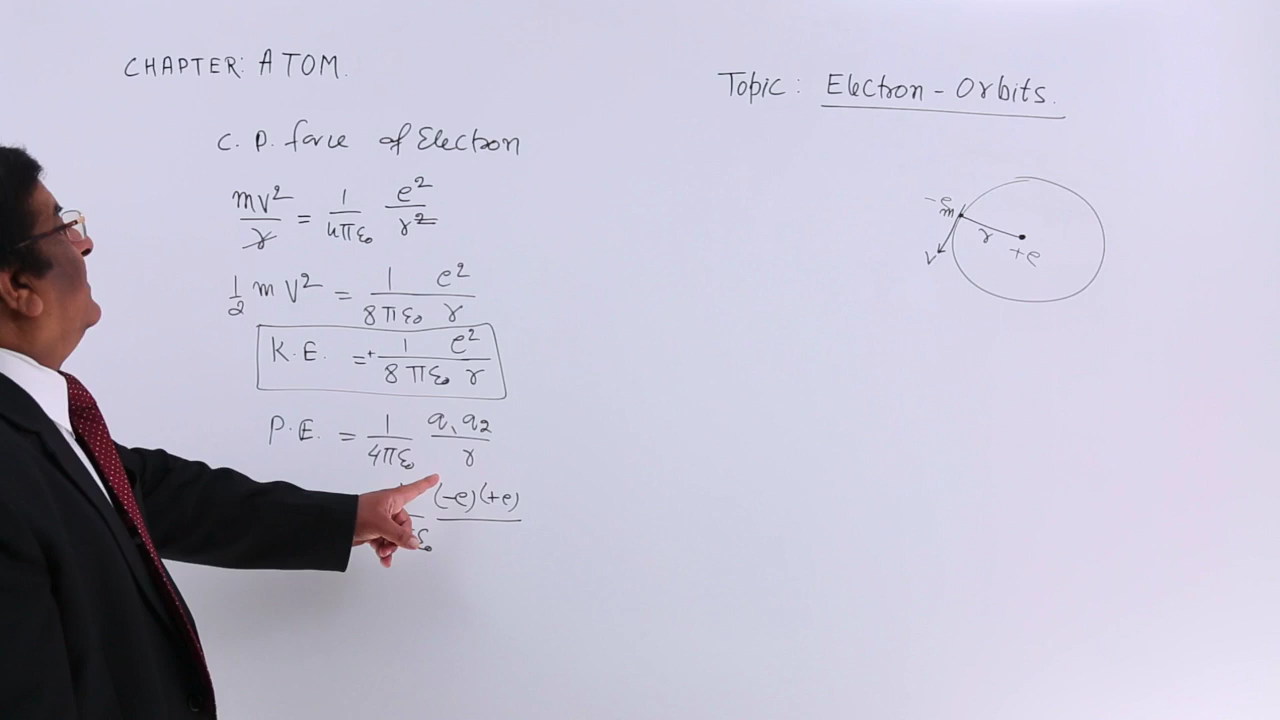 CHAPTER: ATOM.
Topic: Electron - Orbits.
C. P. force of Electron
mv²/r = 1/4πε₀ e²/r²
1/2 m v² = 1/8πε₀ e²/r
K.E. = + 1/8πε₀ e²/r
P.E. = 1/4πε₀ q₁q₂/r
(-e)(+e)
-e
m
r
v
+e